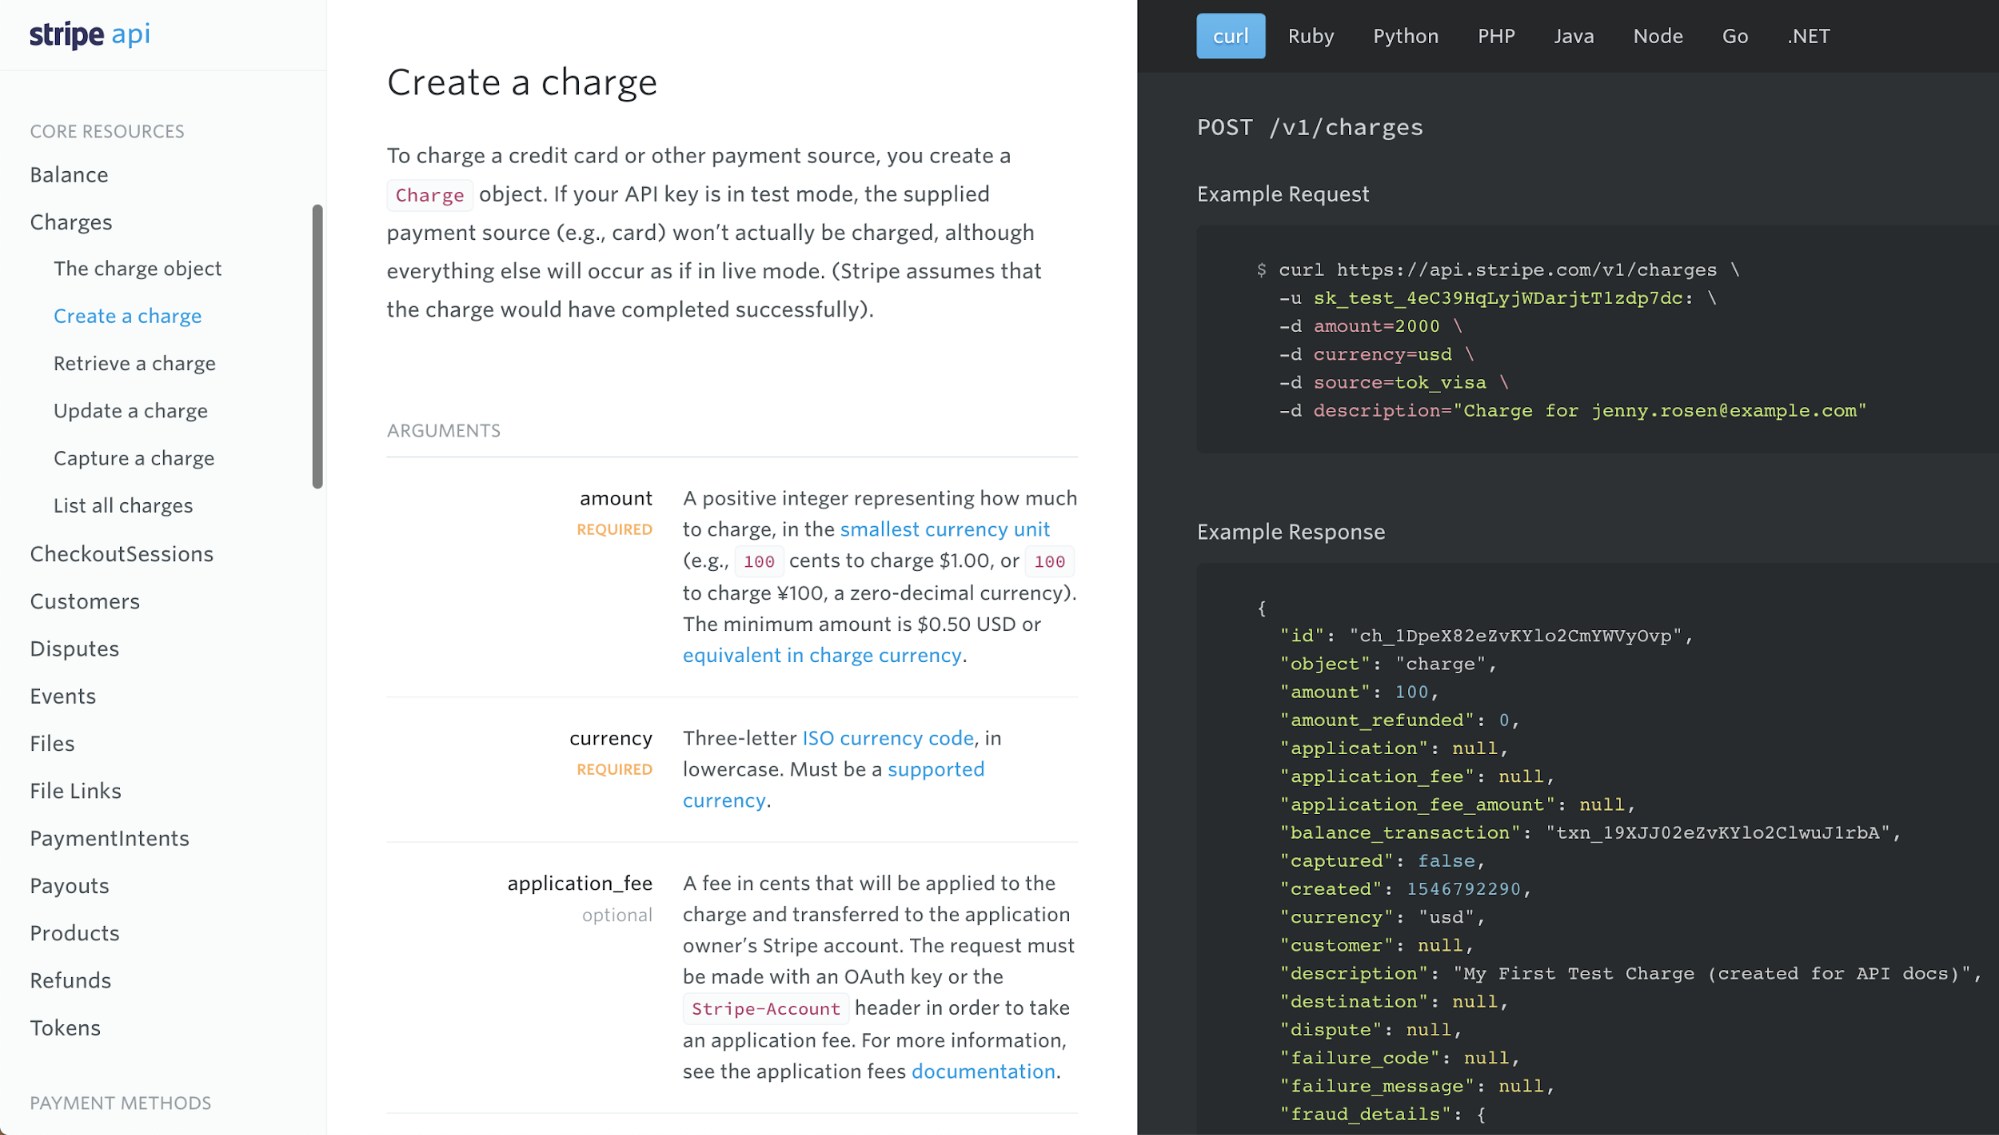 stripe api
CORE RESOURCES
Balance
Charges
The charge object
Create a charge
Retrieve a charge
Update a charge
Capture a charge
List all charges
CheckoutSessions
Customers
Disputes
Events
Files
File Links
PaymentIntents
Payouts
Products
Refunds
Tokens
PAYMENT METHODS
Create a charge
To charge a credit card or other payment source, you create a
Charge object. If your API key is in test mode, the supplied
payment source (e.g., card) won’t actually be charged, although
everything else will occur as if in live mode. (Stripe assumes that
the charge would have completed successfully).
ARGUMENTS
amount
REQUIRED
A positive integer representing how much
to charge, in the smallest currency unit
(e.g., 100 cents to charge $1.00, or 100
to charge ¥100, a zero-decimal currency).
The minimum amount is $0.50 USD or
equivalent in charge currency.
currency
REQUIRED
Three-letter ISO currency code, in
lowercase. Must be a supported
currency.
application_fee
optional
A fee in cents that will be applied to the
charge and transferred to the application
owner’s Stripe account. The request must
be made with an OAuth key or the
Stripe-Account header in order to take
an application fee. For more information,
see the application fees documentation.
curl Ruby Python PHP Java Node Go .NET
POST /v1/charges
Example Request
$ curl https://api.stripe.com/v1/charges \
-u sk_test_4eC39HqLyjWDarjtT1zdp7dc: \
-d amount=2000 \
-d currency=usd \
-d source=tok_visa \
-d description="Charge for jenny.rosen@example.com"
Example Response
{
"id": "ch_1DpeX82eZvKYlo2CmYWVyOvp",
"object": "charge",
"amount": 100,
"amount_refunded": 0,
"application": null,
"application_fee": null,
"application_fee_amount": null,
"balance_transaction": "txn_19XJJ02eZvKYlo2ClwuJ1rbA",
"captured": false,
"created": 1546792290,
"currency": "usd",
"customer": null,
"description": "My First Test Charge (created for API docs)",
"destination": null,
"dispute": null,
"failure_code": null,
"failure_message": null,
"fraud_details": {